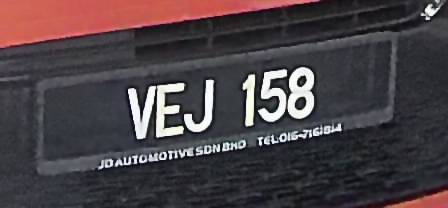 VEJ 158
JD AUTOMOTIVE SDN BHD TEL:016-7161814